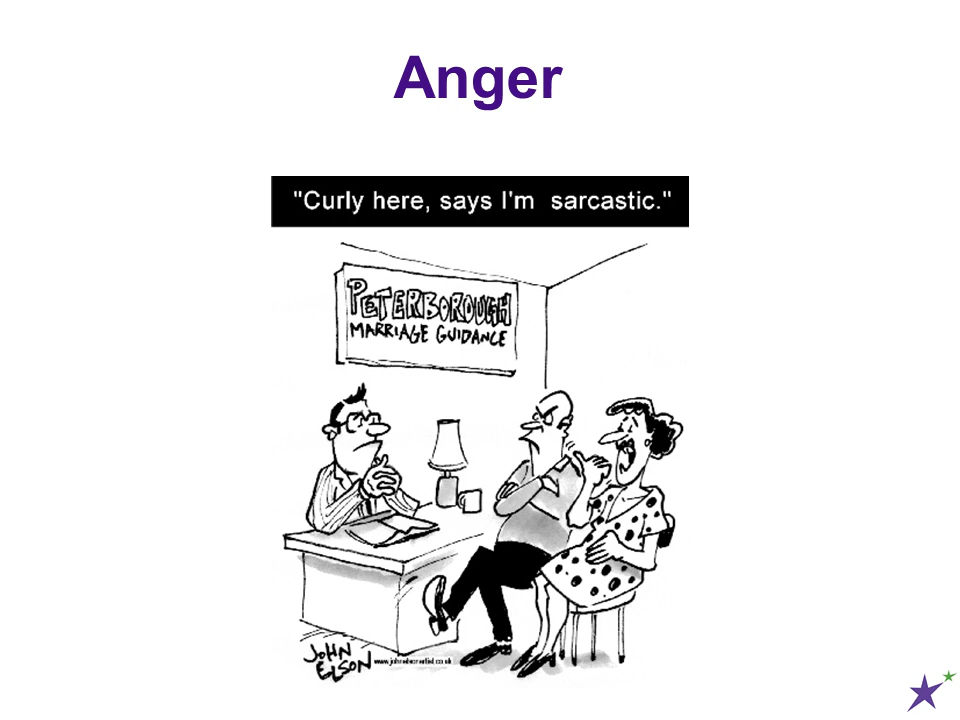 Anger
"Curly here, says I'm sarcastic."
PETERBOROUGH
MARRIAGE GUIDANCE
JOHN
ELSON